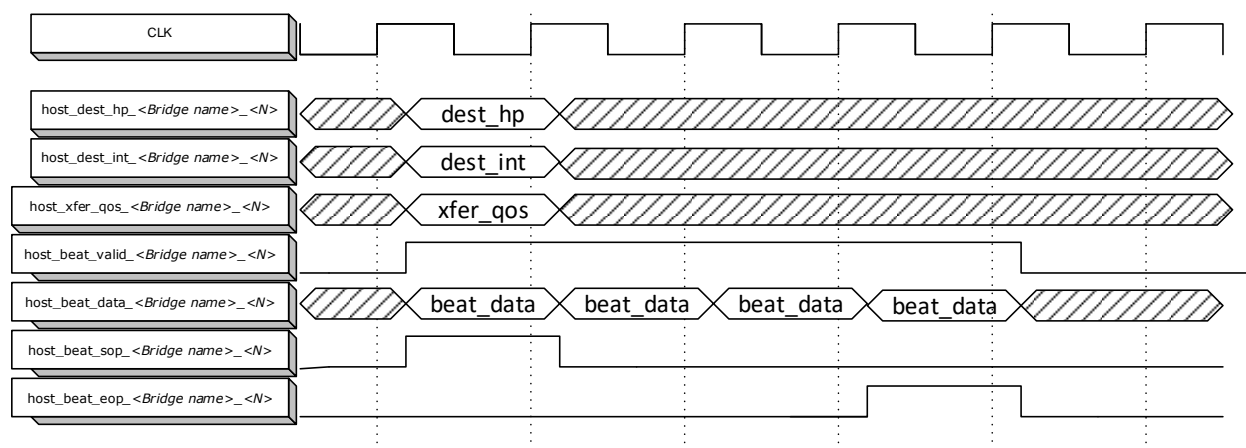 CLK
host_dest_hp_<Bridge name>_<N>
dest_hp
host_dest_int_<Bridge name>_<N>
dest_int
host_xfer_qos_<Bridge name>_<N>
xfer_qos
host_beat_valid_<Bridge name>_<N>
host_beat_data_<Bridge name>_<N>
beat_data beat_data beat_data beat_data
host_beat_sop_<Bridge name>_<N>
host_beat_eop_<Bridge name>_<N>